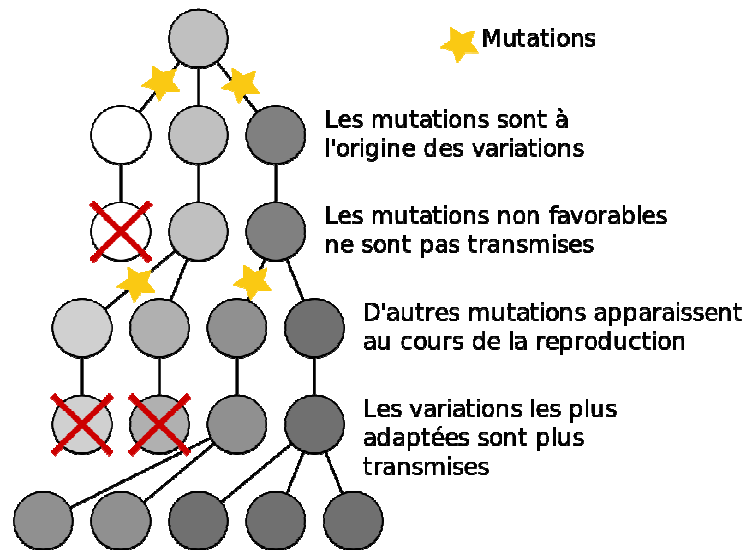 Mutations
Les mutations sont à
l'origine des variations
Les mutations non favorables
ne sont pas transmises
D'autres mutations apparaissent
au cours de la reproduction
Les variations les plus
adaptées sont plus
transmises